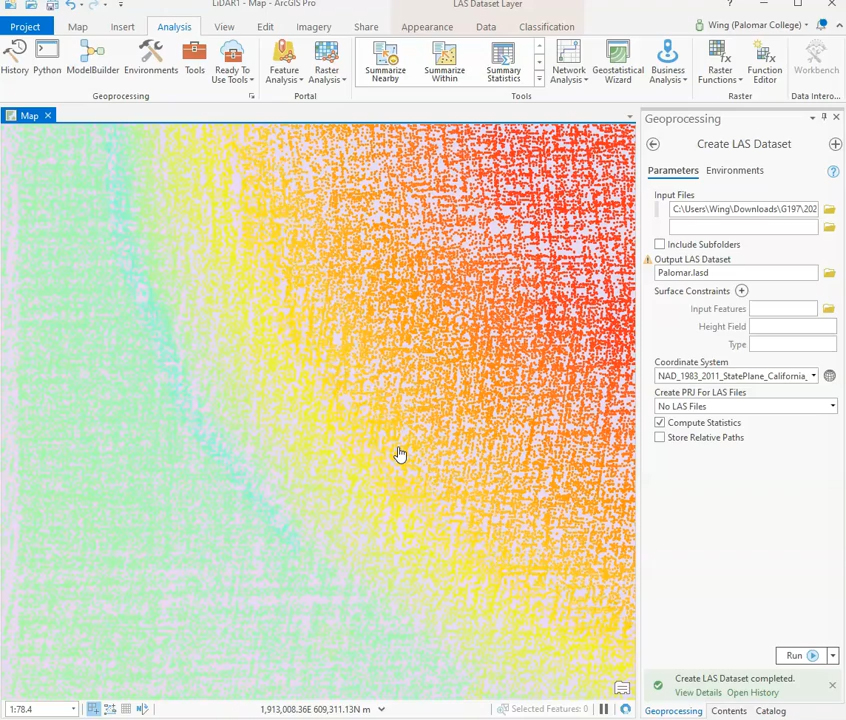 LiDAR1 - Map - ArcGIS Pro
LAS Dataset Layer
?
Project Map Insert Analysis View Edit Imagery Share Appearance Data Classification
Wing (Palomar College)
History Python ModelBuilder Environments Tools Ready To Use Tools
Feature Analysis Raster Analysis
Summarize Nearby Summarize Within Summary Statistics
Network Analysis Geostatistical Wizard Business Analysis
Raster Functions Function Editor Workbench
Geoprocessing Portal Tools Raster Data Intero...
Map
Geoprocessing
Create LAS Dataset
Parameters Environments
?
Input Files
C:\Users\Wing\Downloads\G197\202
Include Subfolders
Output LAS Dataset
Palomar.lasd
Surface Constraints
Input Features
Height Field
Type
Coordinate System
NAD_1983_2011_StatePlane_California_
Create PRJ For LAS Files
No LAS Files
Compute Statistics
Store Relative Paths
Run
Create LAS Dataset completed.
View Details Open History
1:78.4
1,913,008.36E 609,311.13N m
Selected Features: 0
Geoprocessing Contents Catalog